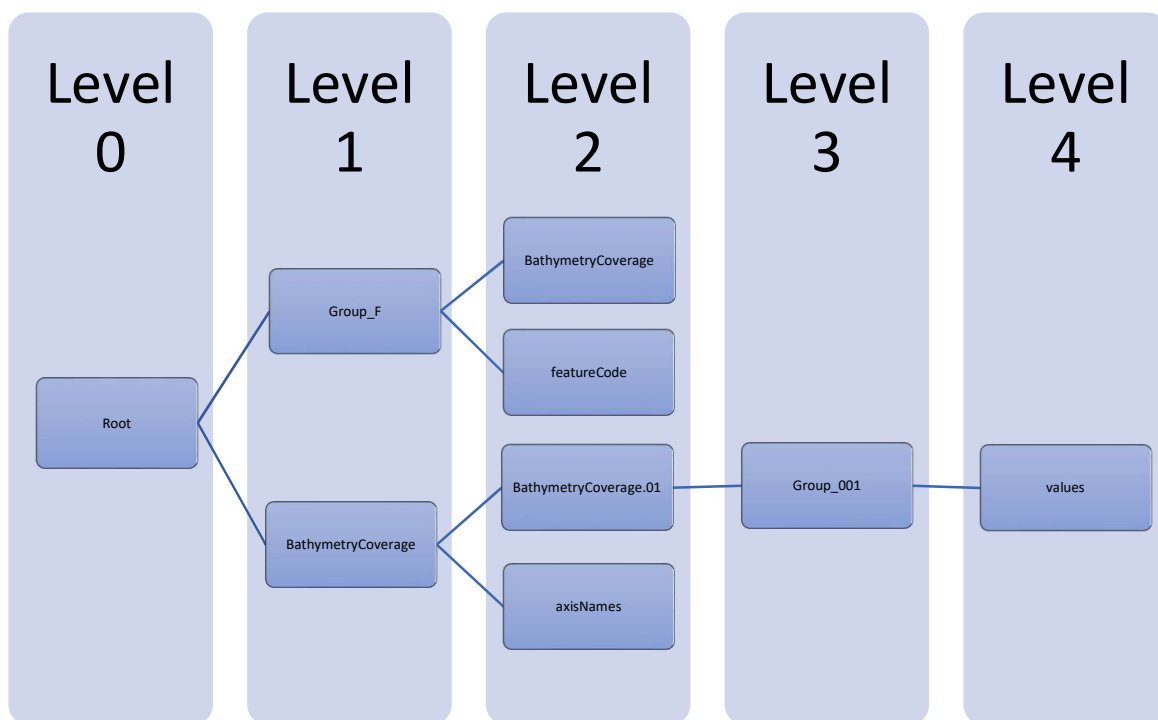 Level
0
Level
1
Level
2
Level
3
Level
4
Root
Group_F
BathymetryCoverage
BathymetryCoverage
featureCode
BathymetryCoverage.01
axisNames
Group_001
values